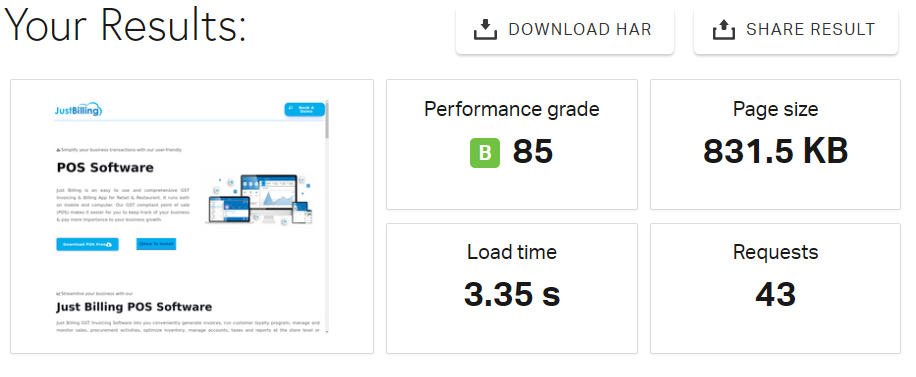 Your Results:
DOWNLOAD HAR
SHARE RESULT
JustBilling
Book A
Demo
Simplify your business transactions with our user-friendly
POS Software
Just Billing is an easy to use and comprehensive GST
Invoicing & Billing App for Retail & Restaurant. It runs both
on mobile and computer. Our GST compliant point of sale
(POS) makes it easier for you to keep track of your business
& pay more importance to your business growth.
Download POS Free
How To Install
Streamline your business with our
Just Billing POS Software
Just Billing GST Invoicing Software lets you conveniently generate invoices, run customer loyalty program, manage and
monitor sales, procurement activities, optimize inventory, manage accounts, taxes and reports at the store level or
Performance grade
B 85
Page size
831.5 KB
Load time
3.35 s
Requests
43